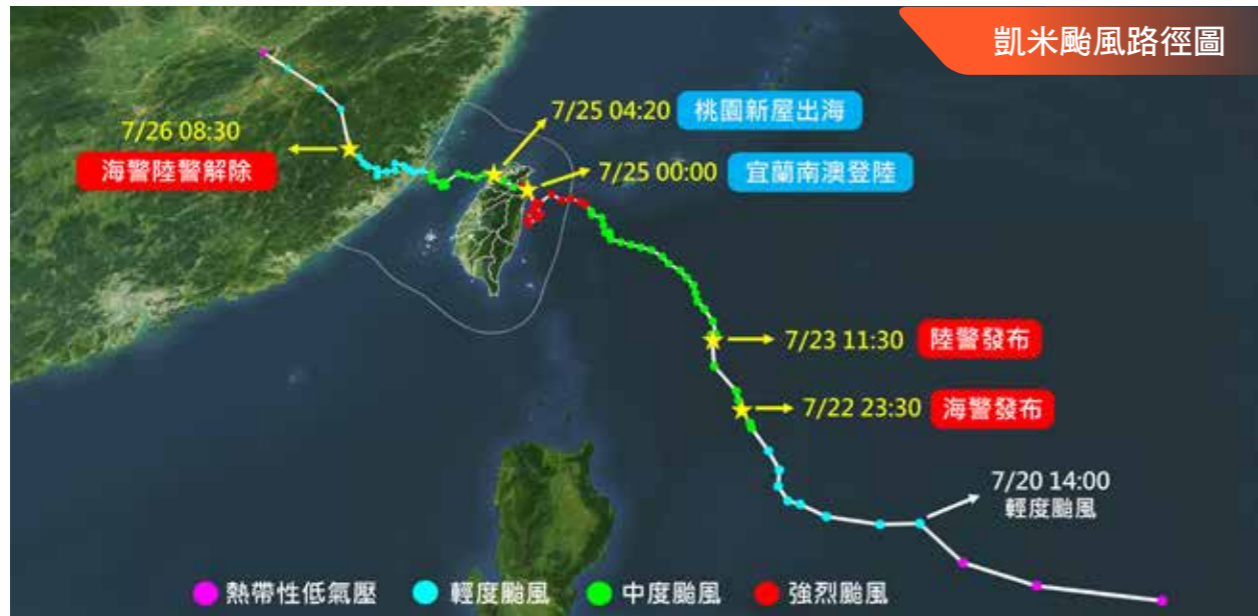 凱米颱風路徑圖
7/25 04:20 桃園新屋出海
7/26 08:30
海警陸警解除
7/25 00:00 宜蘭南澳登陸
7/23 11:30 陸警發布
7/22 23:30 海警發布
7/20 14:00
輕度颱風
熱帶性低氣壓 輕度颱風 中度颱風 強烈颱風